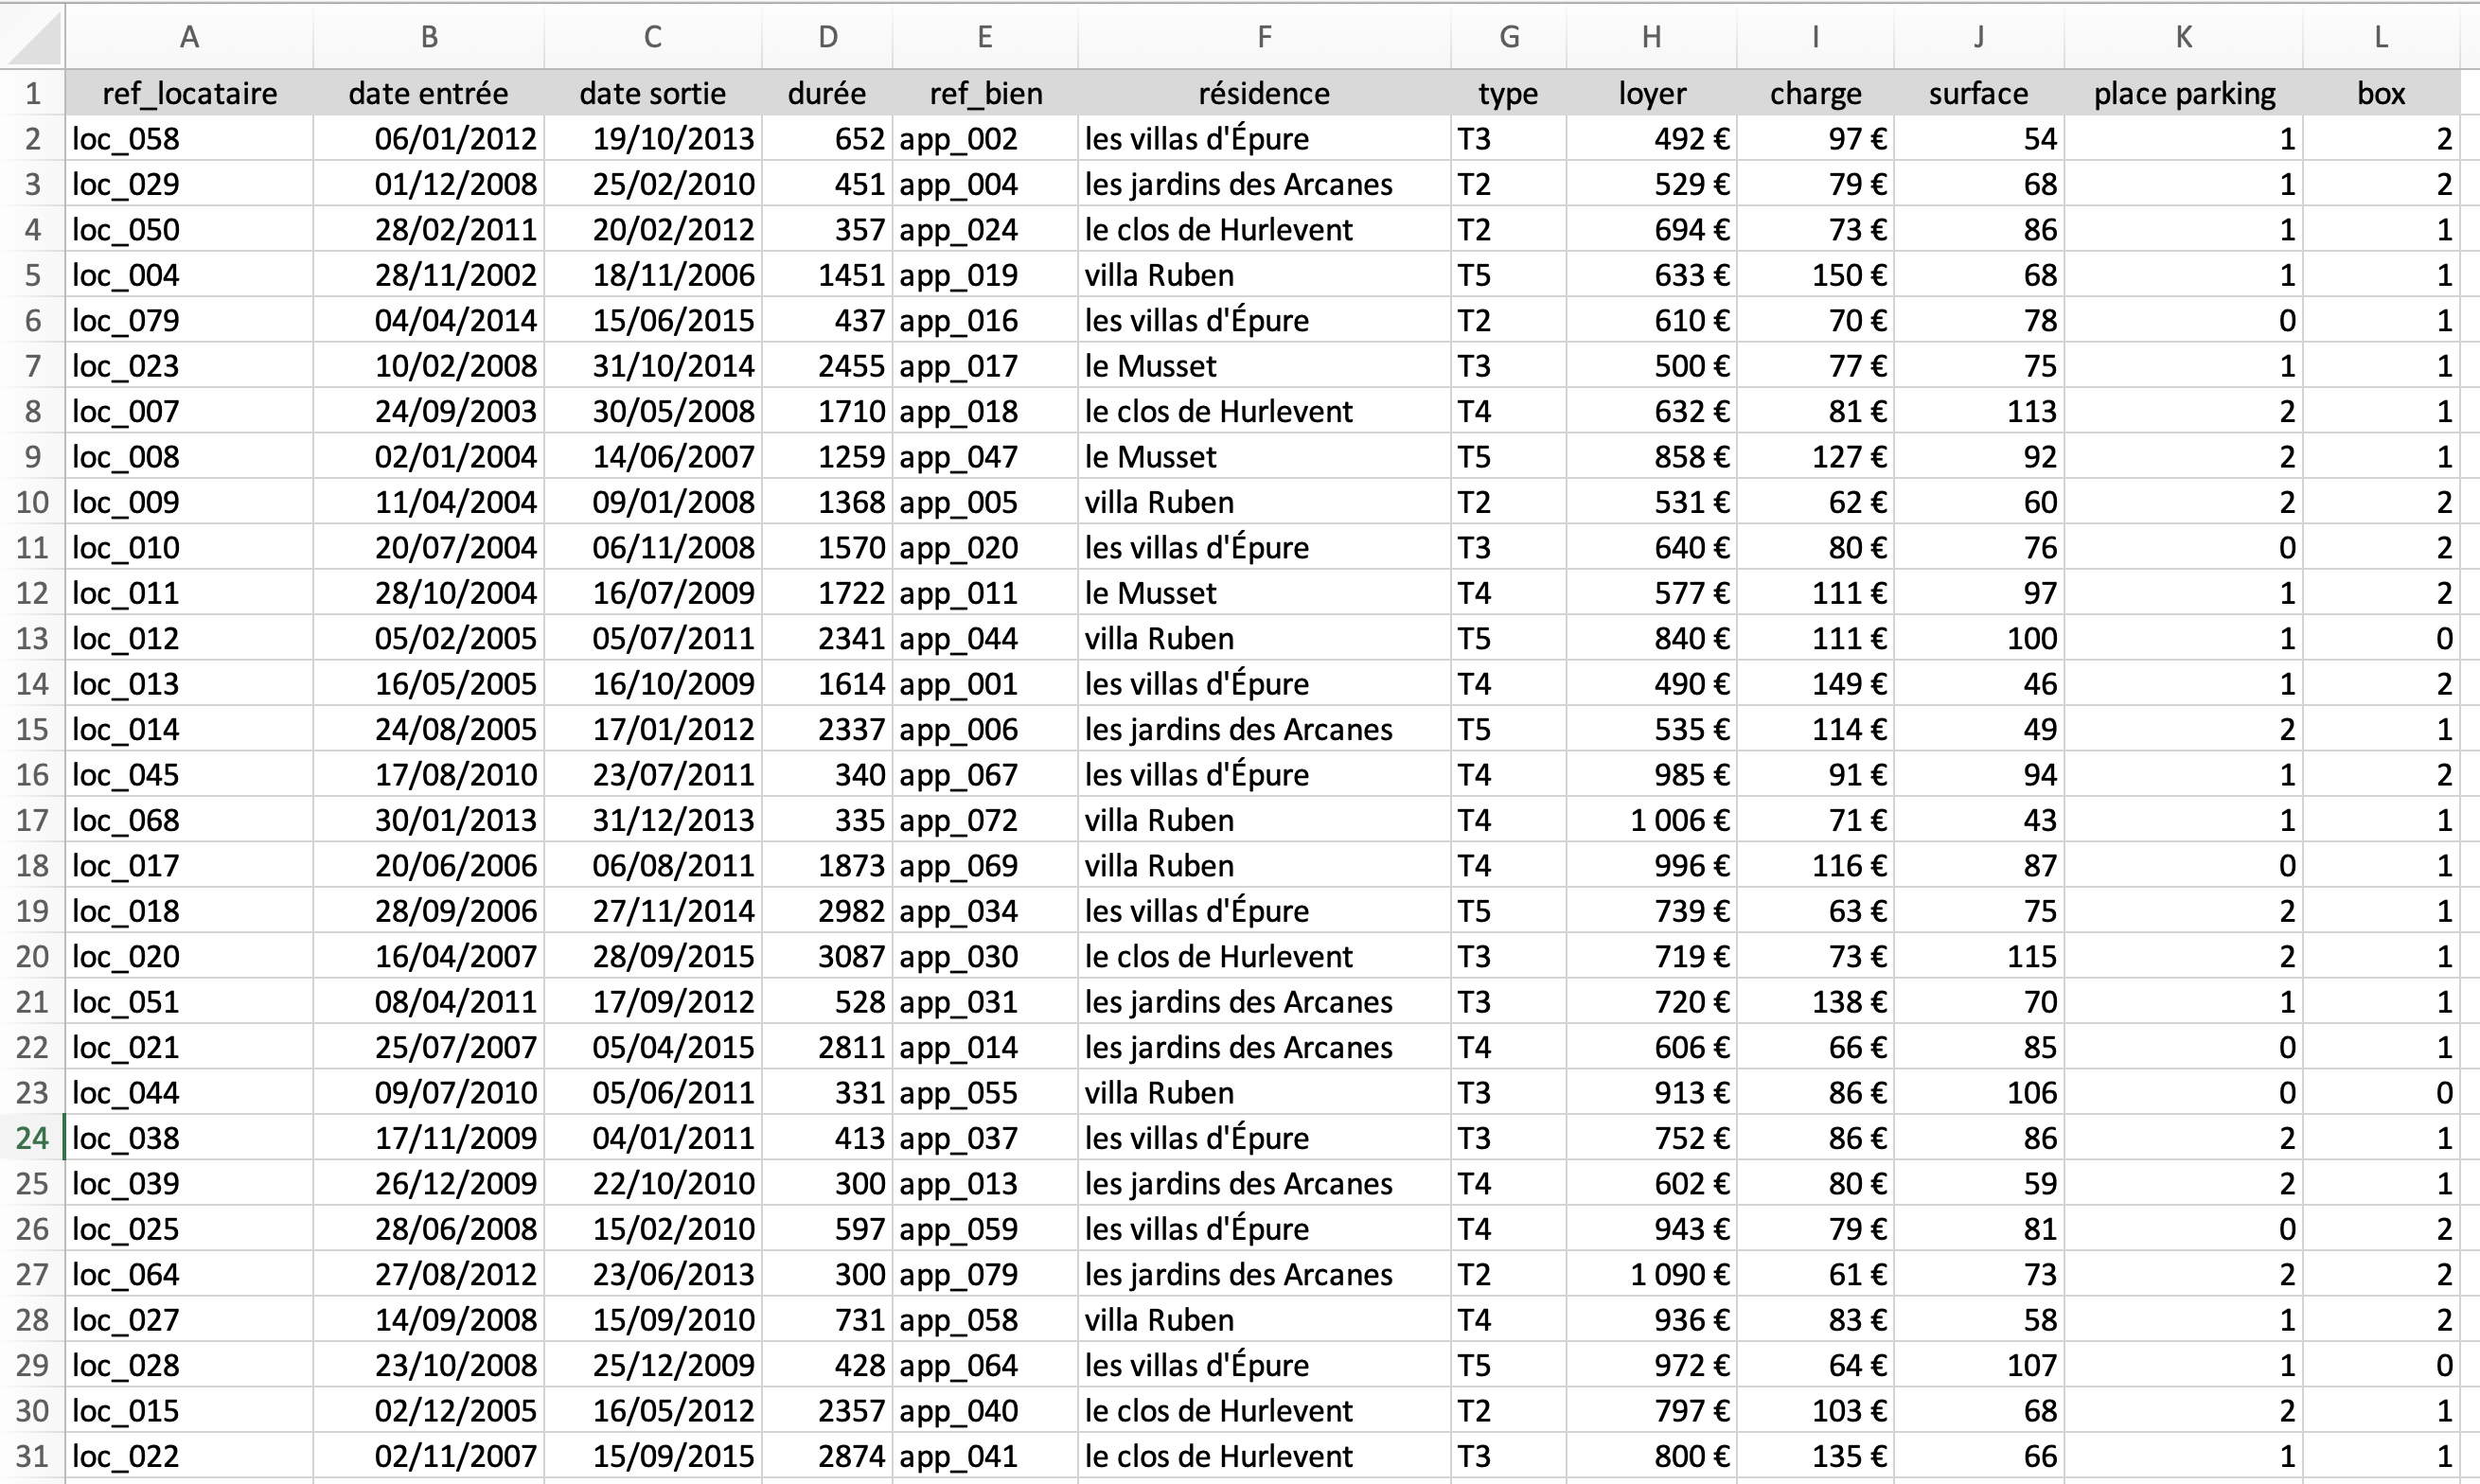 A B C D E F G H I J K L
1 ref_locataire date entrée date sortie durée ref_bien résidence type loyer charge surface place parking box
2 loc_058 06/01/2012 19/10/2013 652 app_002 les villas d'Épure T3 492 € 97 € 54 1 2
3 loc_029 01/12/2008 25/02/2010 451 app_004 les jardins des Arcanes T2 529 € 79 € 68 1 2
4 loc_050 28/02/2011 20/02/2012 357 app_024 le clos de Hurlevent T2 694 € 73 € 86 1 1
5 loc_004 28/11/2002 18/11/2006 1451 app_019 villa Ruben T5 633 € 150 € 68 1 1
6 loc_079 04/04/2014 15/06/2015 437 app_016 les villas d'Épure T2 610 € 70 € 78 0 1
7 loc_023 10/02/2008 31/10/2014 2455 app_017 le Musset T3 500 € 77 € 75 1 1
8 loc_007 24/09/2003 30/05/2008 1710 app_018 le clos de Hurlevent T4 632 € 81 € 113 2 1
9 loc_008 02/01/2004 14/06/2007 1259 app_047 le Musset T5 858 € 127 € 92 2 1
10 loc_009 11/04/2004 09/01/2008 1368 app_005 villa Ruben T2 531 € 62 € 60 2 2
11 loc_010 20/07/2004 06/11/2008 1570 app_020 les villas d'Épure T3 640 € 80 € 76 0 2
12 loc_011 28/10/2004 16/07/2009 1722 app_011 le Musset T4 577 € 111 € 97 1 2
13 loc_012 05/02/2005 05/07/2011 2341 app_044 villa Ruben T5 840 € 111 € 100 1 0
14 loc_013 16/05/2005 16/10/2009 1614 app_001 les villas d'Épure T4 490 € 149 € 46 1 2
15 loc_014 24/08/2005 17/01/2012 2337 app_006 les jardins des Arcanes T5 535 € 114 € 49 2 1
16 loc_045 17/08/2010 23/07/2011 340 app_067 les villas d'Épure T4 985 € 91 € 94 1 2
17 loc_068 30/01/2013 31/12/2013 335 app_072 villa Ruben T4 1 006 € 71 € 43 1 1
18 loc_017 20/06/2006 06/08/2011 1873 app_069 villa Ruben T4 996 € 116 € 87 0 1
19 loc_018 28/09/2006 27/11/2014 2982 app_034 les villas d'Épure T5 739 € 63 € 75 2 1
20 loc_020 16/04/2007 28/09/2015 3087 app_030 le clos de Hurlevent T3 719 € 73 € 115 2 1
21 loc_051 08/04/2011 17/09/2012 528 app_031 les jardins des Arcanes T3 720 € 138 € 70 1 1
22 loc_021 25/07/2007 05/04/2015 2811 app_014 les jardins des Arcanes T4 606 € 66 € 85 0 1
23 loc_044 09/07/2010 05/06/2011 331 app_055 villa Ruben T3 913 € 86 € 106 0 0
24 loc_038 17/11/2009 04/01/2011 413 app_037 les villas d'Épure T3 752 € 86 € 86 2 1
25 loc_039 26/12/2009 22/10/2010 300 app_013 les jardins des Arcanes T4 602 € 80 € 59 2 1
26 loc_025 28/06/2008 15/02/2010 597 app_059 les villas d'Épure T4 943 € 79 € 81 0 2
27 loc_064 27/08/2012 23/06/2013 300 app_079 les jardins des Arcanes T2 1 090 € 61 € 73 2 2
28 loc_027 14/09/2008 15/09/2010 731 app_058 villa Ruben T4 936 € 83 € 58 1 2
29 loc_028 23/10/2008 25/12/2009 428 app_064 les villas d'Épure T5 972 € 64 € 107 1 0
30 loc_015 02/12/2005 16/05/2012 2357 app_040 le clos de Hurlevent T2 797 € 103 € 68 2 1
31 loc_022 02/11/2007 15/09/2015 2874 app_041 le clos de Hurlevent T3 800 € 135 € 66 1 1